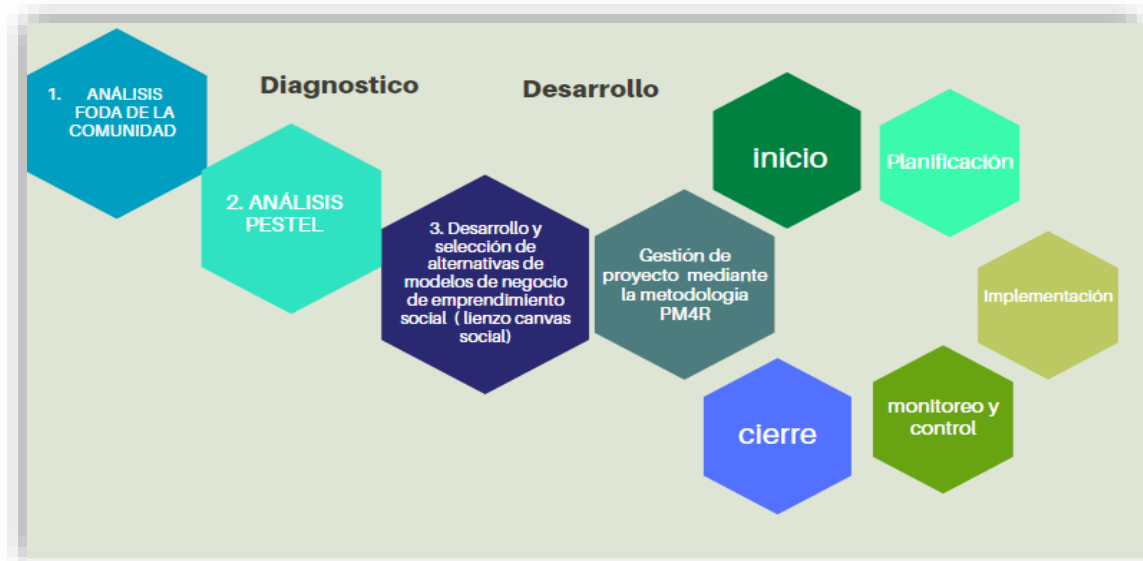 Diagnostico
Desarrollo
1. ANÁLISIS
FODA DE LA
COMUNIDAD
2. ANÁLISIS
PESTEL
3. Desarrollo y
selección de
alternativas de
modelos de negocio
de emprendimiento
social ( lienzo canvas
social)
Gestión de
proyecto mediante
la metodologia
PM4R
inicio
Planificación
Implementación
monitoreo y
control
cierre